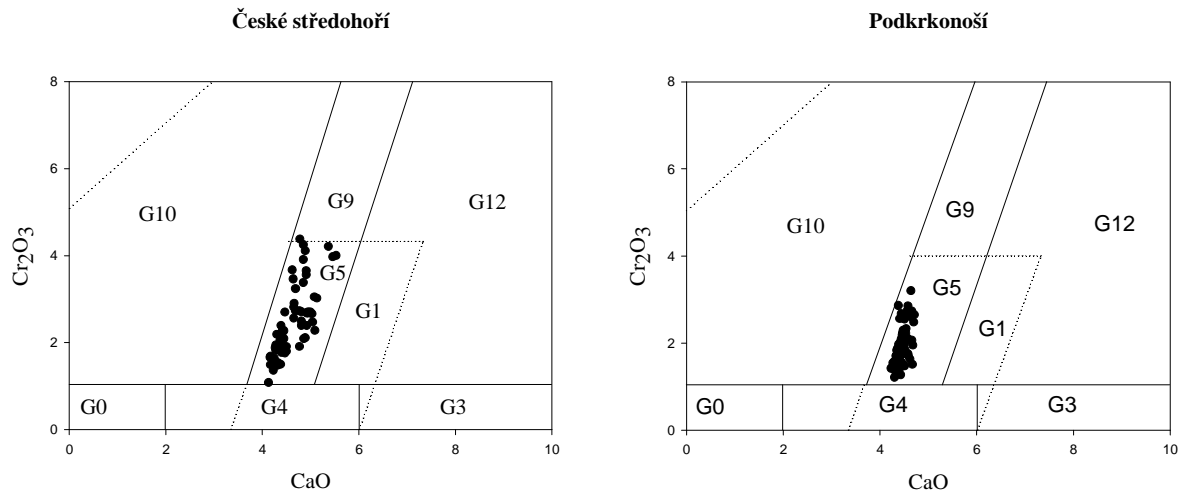 České středohoří
8
6
4
2
0
Cr₂O₃
G10
G9
G12
G5
G1
G0
G4
G3
0 2 4 6 8 10
CaO
Podkrkonoší
8
6
4
2
0
Cr₂O₃
G10
G9
G12
G5
G1
G0
G4
G3
0 2 4 6 8 10
CaO